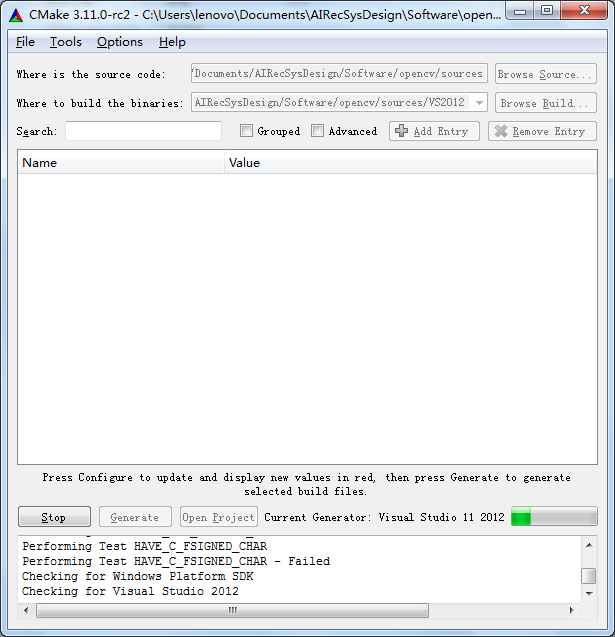 CMake 3.11.0-rc2 - C:\Users\lenovo\Documents\AIRecSysDesign\Software\open...
File Tools Options Help
Where is the source code: /Documents/AIRecSysDesign/Software/opencv/sources Browse Source...
Where to build the binaries: AIRecSysDesign/Software/opencv/sources/VS2012 Browse Build...
Search: Grouped Advanced Add Entry Remove Entry
Name Value
Press Configure to update and display new values in red, then press Generate to generate
selected build files.
Stop Generate Open Project Current Generator: Visual Studio 11 2012
Performing Test HAVE_C_FSIGNED_CHAR
Performing Test HAVE_C_FSIGNED_CHAR - Failed
Checking for Windows Platform SDK
Checking for Visual Studio 2012